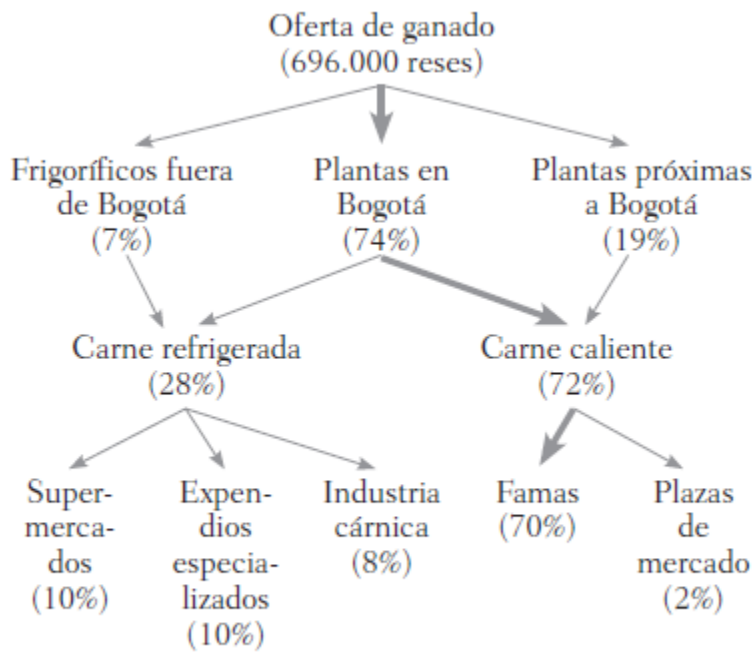 Oferta de ganado
(696.000 reses)
Frigoríficos fuera
de Bogotá
(7%)
Plantas en
Bogotá
(74%)
Plantas próximas
a Bogotá
(19%)
Carne refrigerada
(28%)
Carne caliente
(72%)
Super-
merca-
dos
(10%)
Expen-
dios
especia-
lizados
(10%)
Industria
cárnica
(8%)
Famas
(70%)
Plazas
de
mercado
(2%)